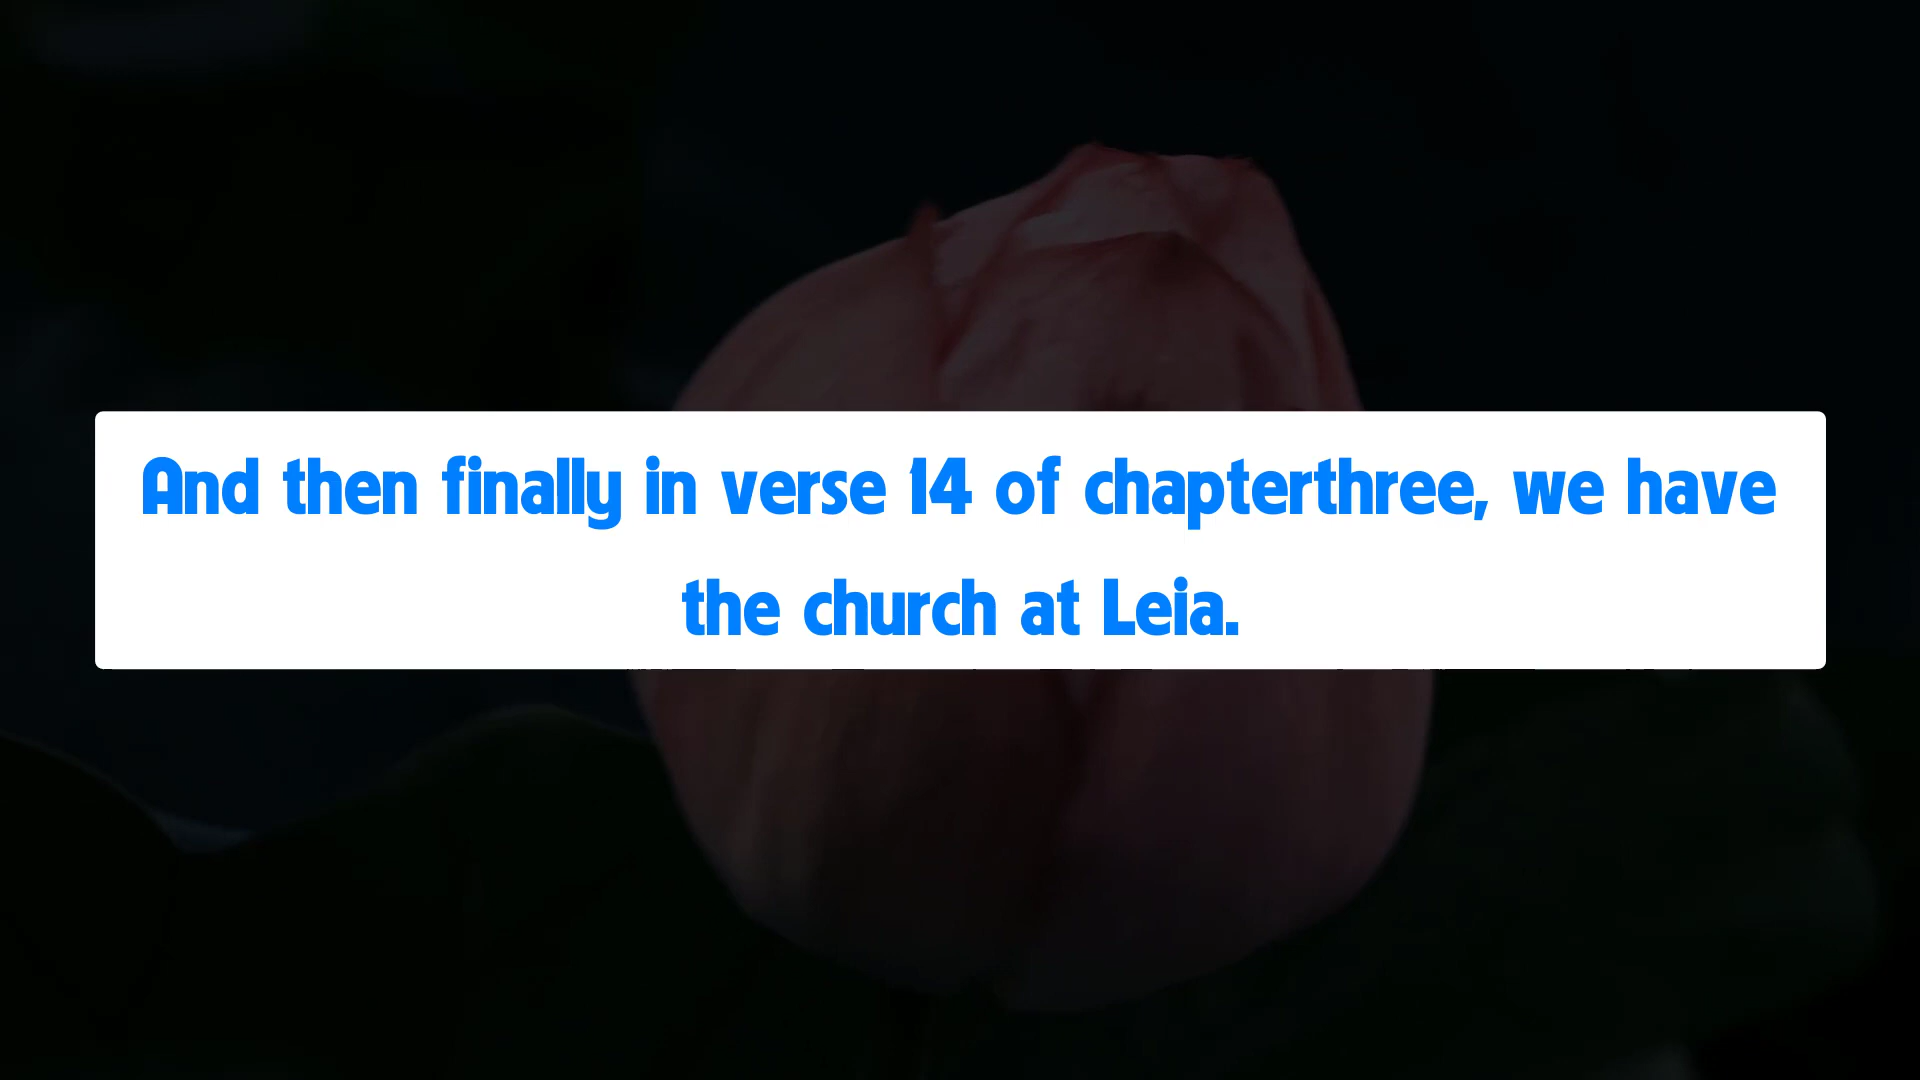 And then finally in verse 14 of chapterthree, we have
the church at Leia.